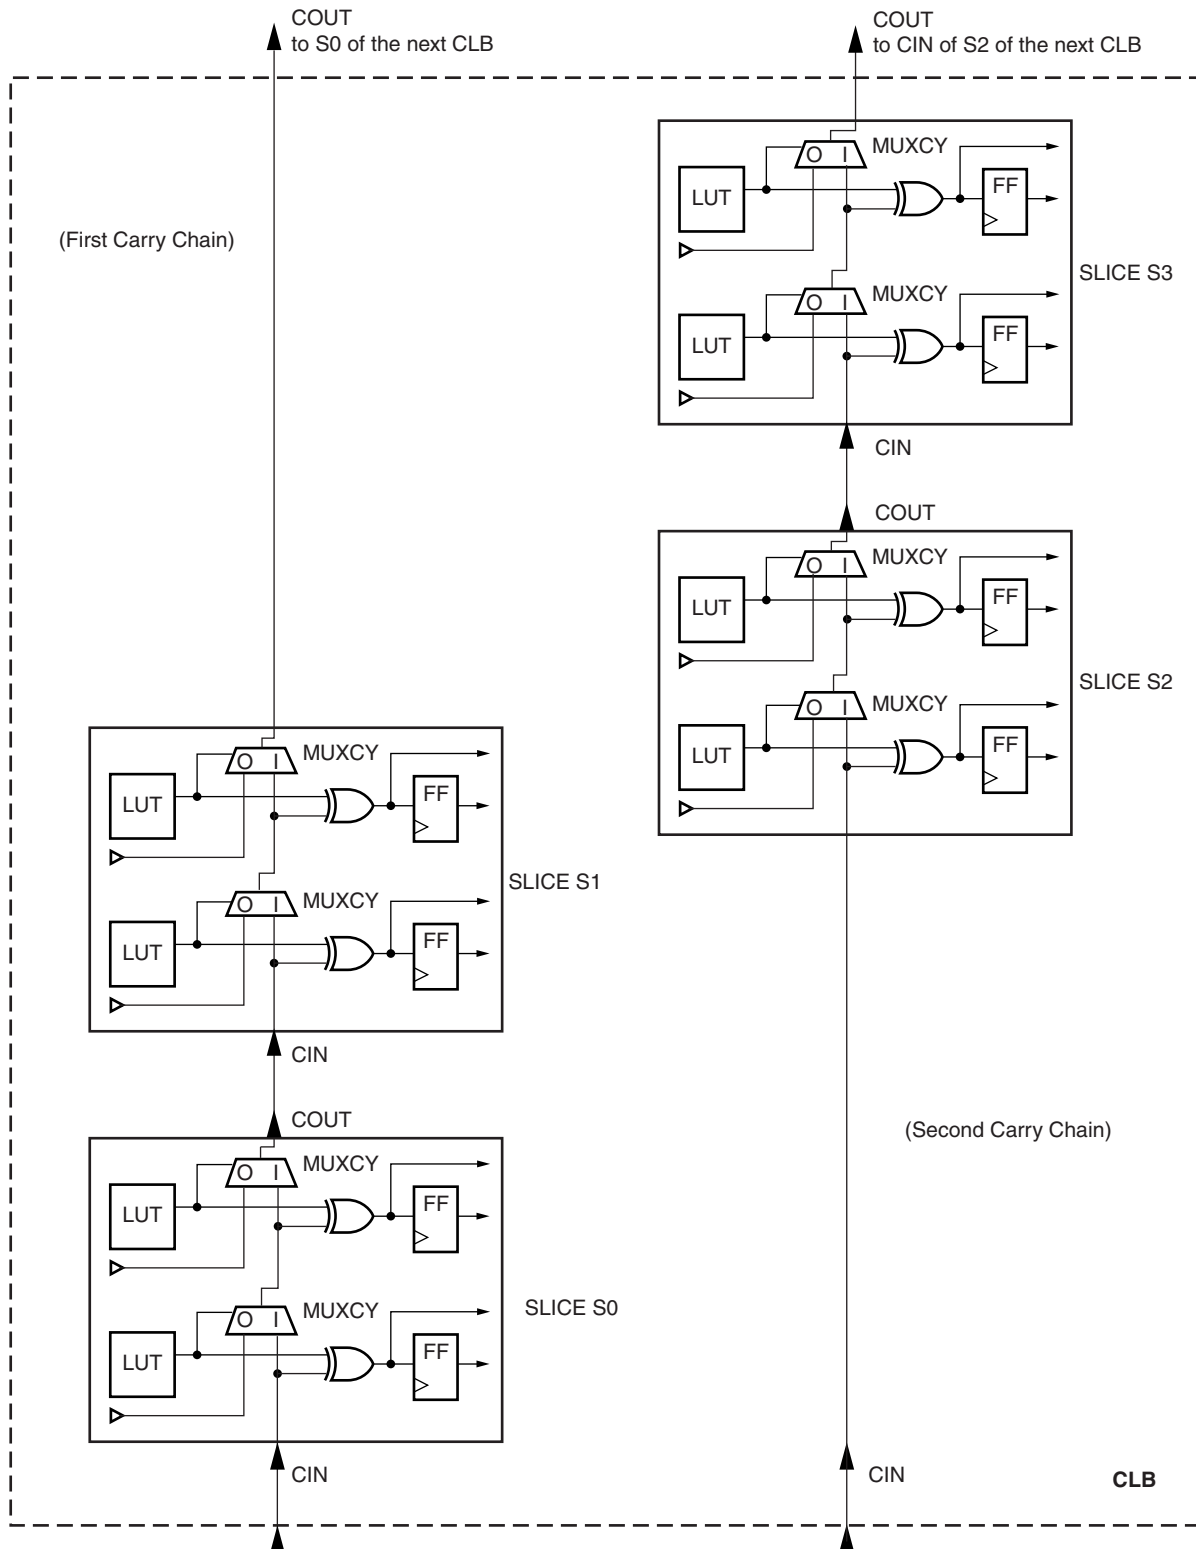 COUT
to S0 of the next CLB
COUT
to CIN of S2 of the next CLB
(First Carry Chain)
O I
MUXCY
LUT
FF
SLICE S3
O I
MUXCY
LUT
FF
CIN
COUT
O I
MUXCY
LUT
FF
SLICE S2
O I
MUXCY
LUT
FF
O I
MUXCY
LUT
FF
SLICE S1
O I
MUXCY
LUT
FF
CIN
COUT
(Second Carry Chain)
O I
MUXCY
LUT
FF
SLICE S0
O I
MUXCY
LUT
FF
CIN
CIN
CLB